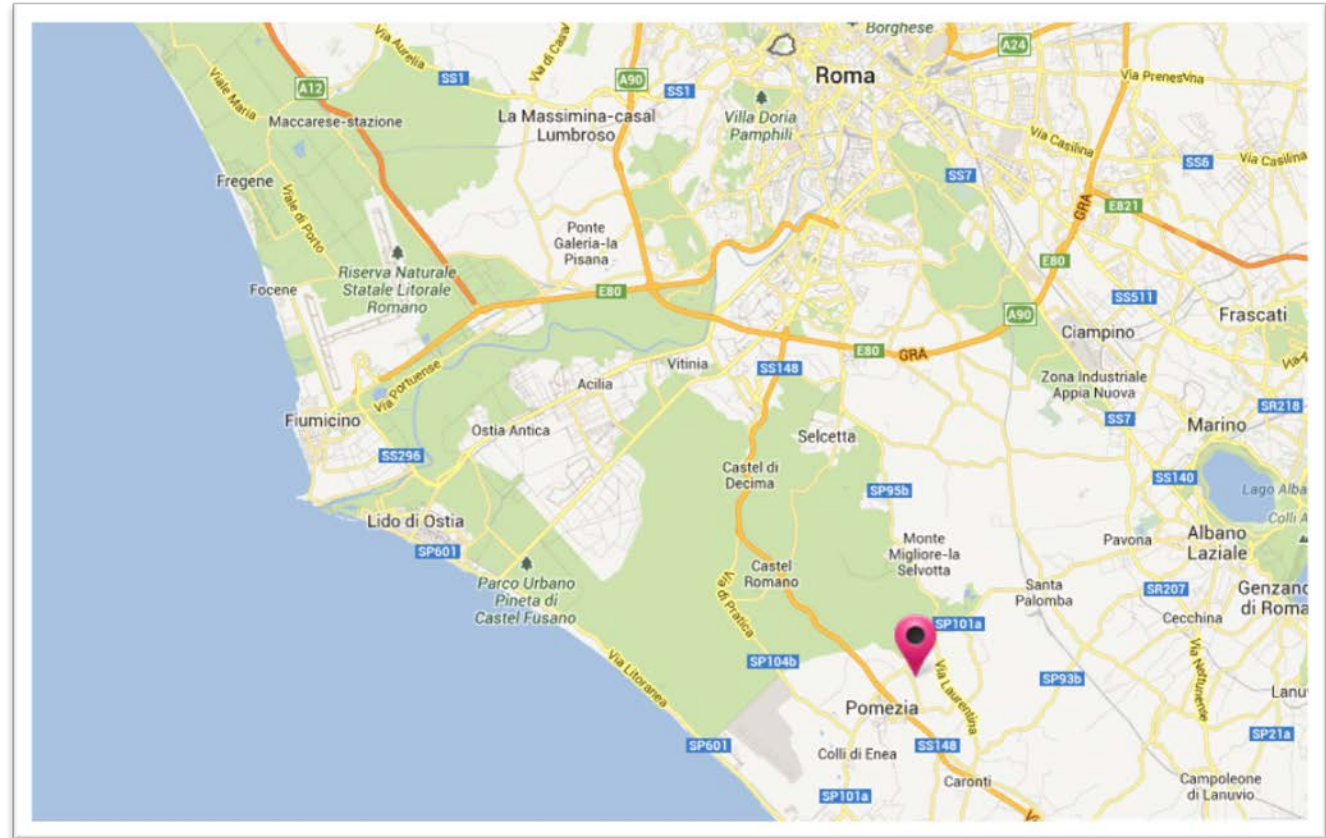 Borghese
A24
Via Aurelia
Roma
SS1
A90
SS1
Via Prenestina
A12
Viale Maria
Maccarese-stazione
La Massimina-casal
Lumbroso
Villa Doria
Pamphili
Via Casilina
SS6
Via Casilina
Fregene
SS7
Viale di Porto
GRA
E821
Ponte
Galeria-la
Pisana
Riserva Naturale
Statale Litorale
Romano
E80
Focene
E80
SS511
A90
Frascati
Ciampino
E80
GRA
Vitinia
SS148
Via Portuense
Acilia
Zona Industriale
Appia Nuova
Fiumicino
SS7
SR218
Marino
Ostia Antica
Selcetta
SS296
Castel di
Decima
SS140
SP95b
Lago Alba
Lido di Ostia
Colli A
SP601
Monte
Migliore-la
Selvotta
Pavona
Albano
Laziale
Parco Urbano
Pineta di
Castel Fusano
Castel
Romano
Via di Pratica
Santa
Palomba
SR207
Genzano
di Roma
Cecchina
SP101a
SP104b
Via Litoranea
Via Laurentina
SP93b
Via Nettunense
Lanu
Pomezia
SP601
Colli di Enea
SS148
SP21a
Caronti
SP101a
Campoleone
di Lanuvio